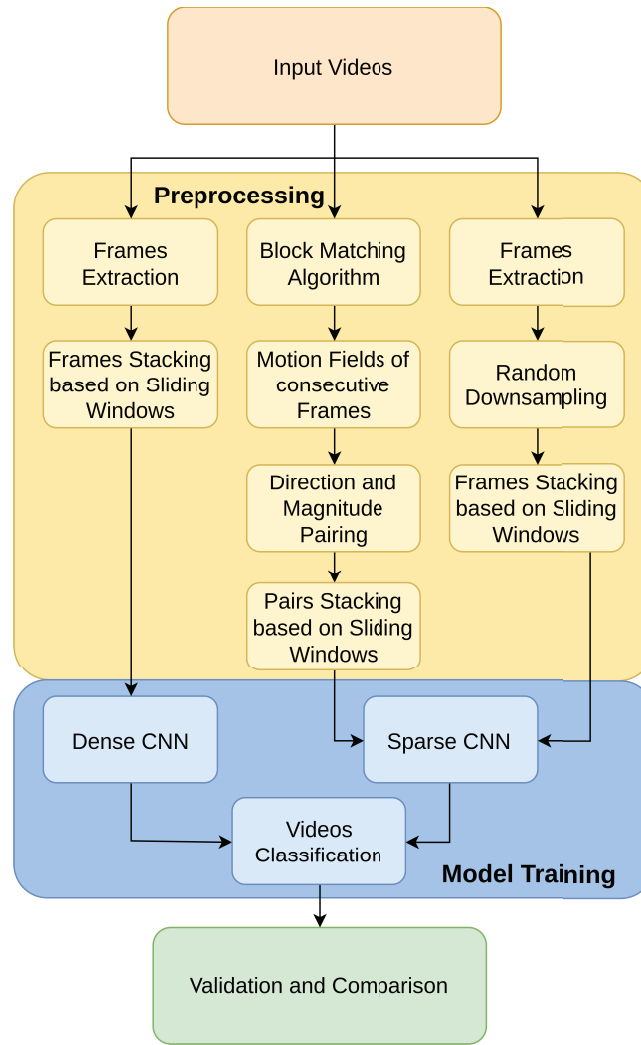 Input Videos
Preprocessing
Frames
Extraction
Block Matching
Algorithm
Frames
Extraction
Frames Stacking
based on Sliding
Windows
Motion Fields of
consecutive
Frames
Random
Downsampling
Direction and
Magnitude
Pairing
Frames Stacking
based on Sliding
Windows
Pairs Stacking
based on Sliding
Windows
Dense CNN
Sparse CNN
Videos
Classification
Model Training
Validation and Comparison